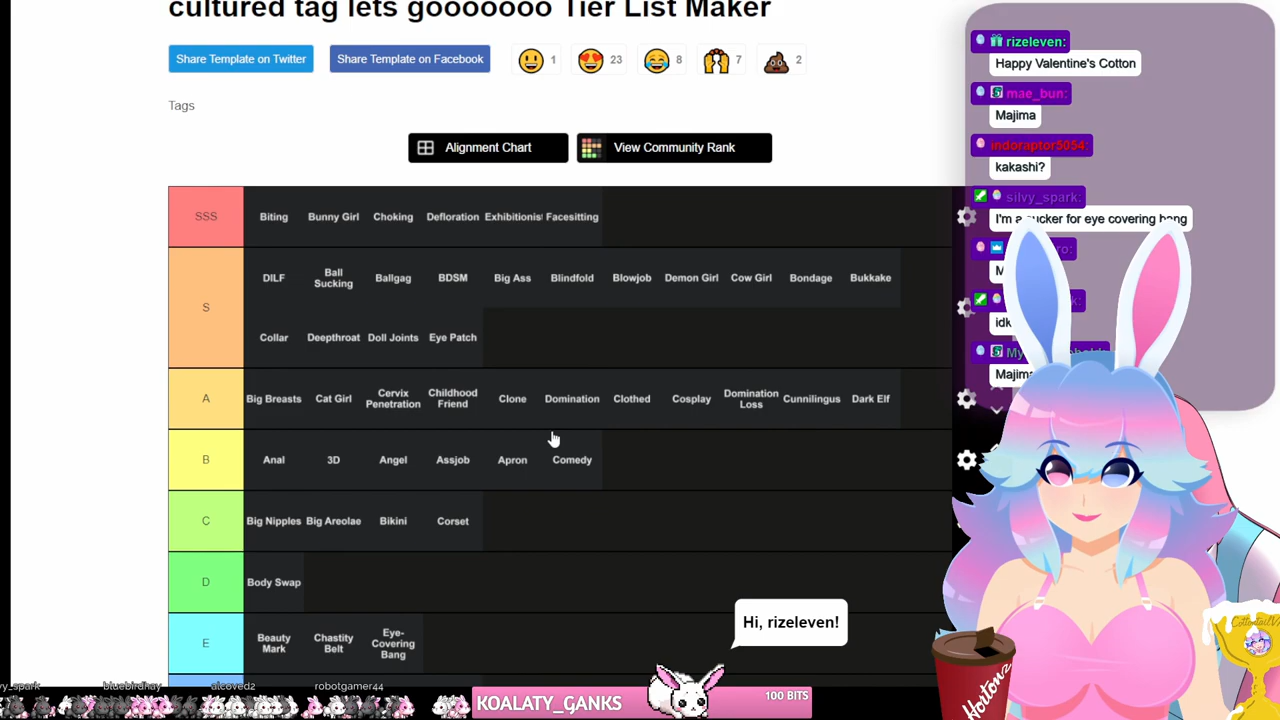 cultured tag lets gooooooo Tier List Maker
Share Template on Twitter
Share Template on Facebook
1
23
8
7
2
Tags
Alignment Chart
View Community Rank
SSS
Biting
Bunny Girl
Choking
Defloration
Exhibitionis
Facesitting
S
DILF
Ball
Sucking
Ballgag
BDSM
Big Ass
Blindfold
Blowjob
Demon Girl
Cow Girl
Bondage
Bukkake
Collar
Deepthroat
Doll Joints
Eye Patch
A
Big Breasts
Cat Girl
Cervix
Penetration
Childhood
Friend
Clone
Domination
Clothed
Cosplay
Domination
Loss
Cunnilingus
Dark Elf
B
Anal
3D
Angel
Assjob
Apron
Comedy
C
Big Nipples
Big Areolae
Bikini
Corset
D
Body Swap
E
Beauty
Mark
Chastity
Belt
Eye-
Covering
Bang
rizeleven:
Happy Valentine's Cotton
mae_bun:
Majima
indoraptor5054:
kakashi?
silvy_spark:
I'm a sucker for eye covering bang
idk
Majima
Hi, rizeleven!
vy_spark
bluebirdhay
alcoved2
robotgamer44
KOALATY_GANKS
100 BITS
Hortonz